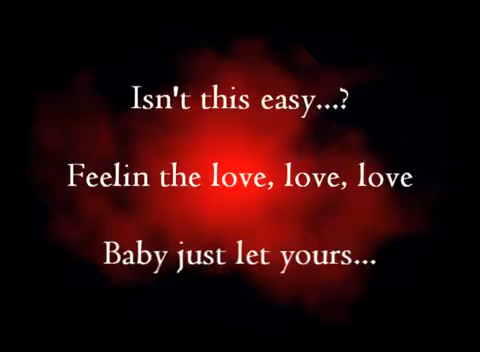 Isn't this easy...?
Feelin the love, love, love
Baby just let yours...